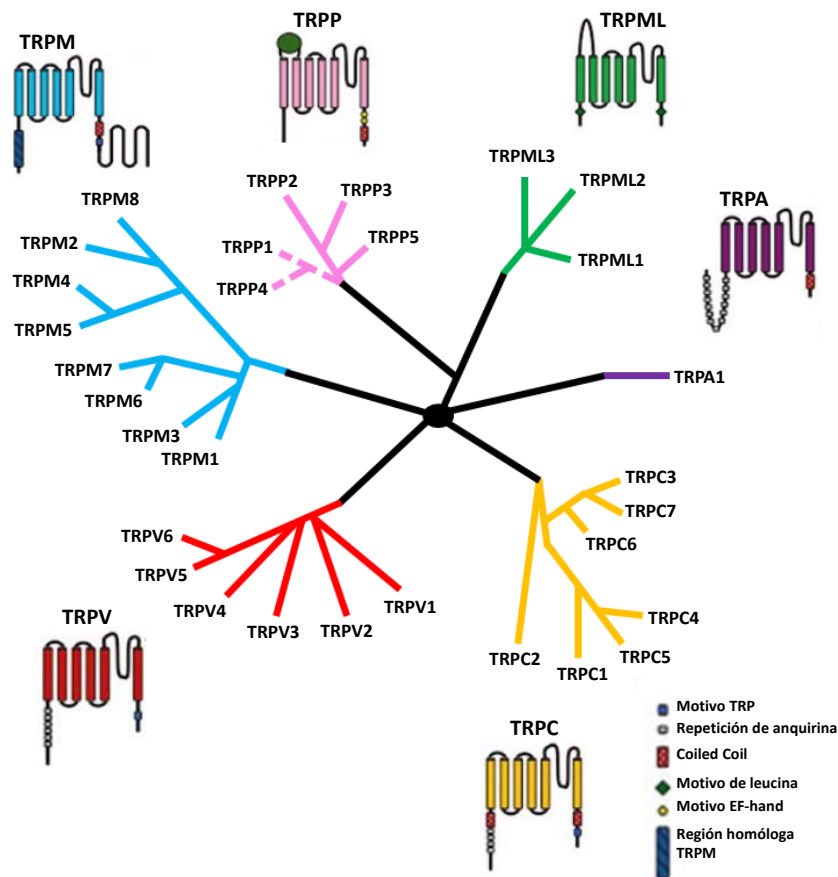 TRPP
TRPML
TRPM
TRPML3
TRPML2
TRPML1
TRPP2
TRPP3
TRPP1
TRPP5
TRPP4
TRPM8
TRPM2
TRPM4
TRPM5
TRPM7
TRPM6
TRPM3
TRPM1
TRPA
TRPA1
TRPC3
TRPC7
TRPC6
TRPC4
TRPC5
TRPC1
TRPC2
TRPV6
TRPV5
TRPV4
TRPV3
TRPV2
TRPV1
TRPV
TRPC
Motivo TRP
Repetición de anquirina
Coiled Coil
Motivo de leucina
Motivo EF-hand
Región homóloga
TRPM